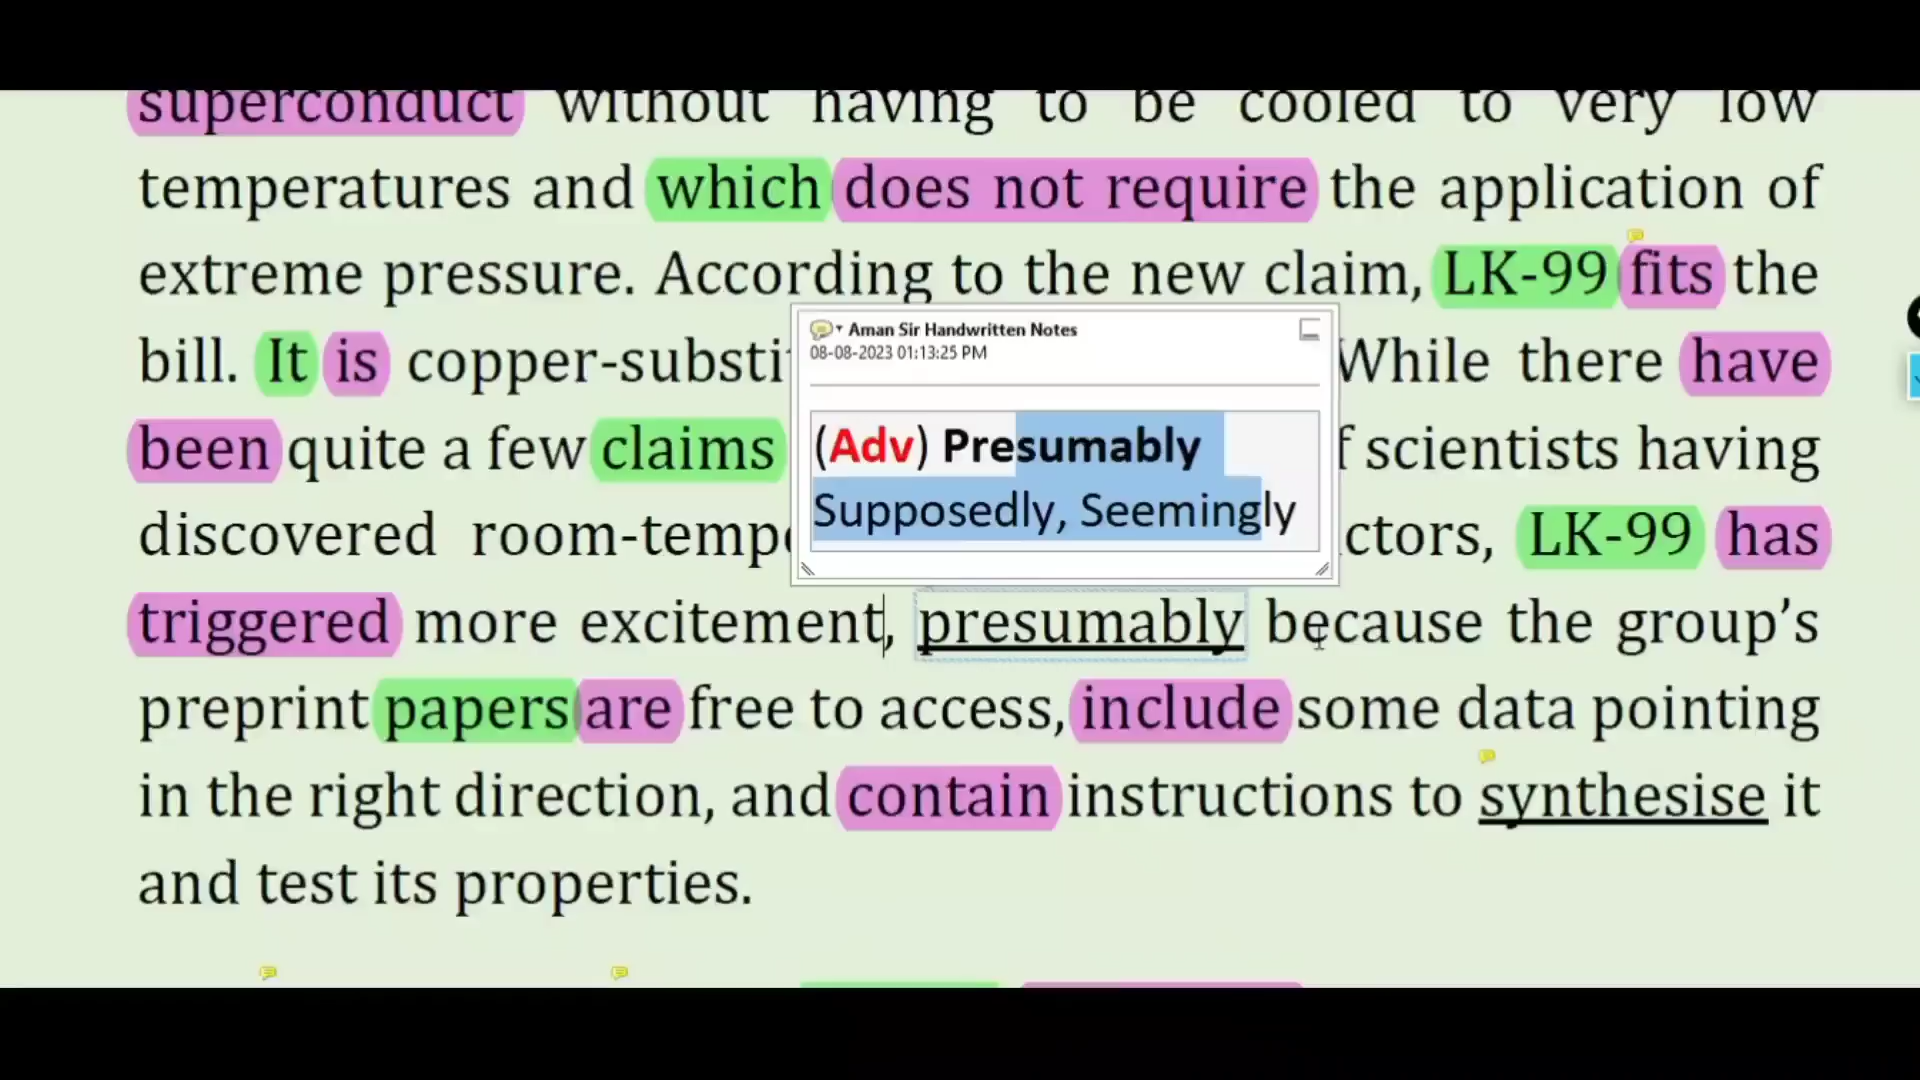 superconduct without having to be cooled to very low
temperatures and which does not require the application of
extreme pressure. According to the new claim, LK-99 fits the
bill. It is copper-substi While there have
been quite a few claims f scientists having
discovered room-temp ctors, LK-99 has
triggered more excitement, presumably because the group’s
preprint papers are free to access, include some data pointing
in the right direction, and contain instructions to synthesise it
and test its properties.
Aman Sir Handwritten Notes
08-08-2023 01:13:25 PM
(Adv) Presumably
Supposedly, Seemingly